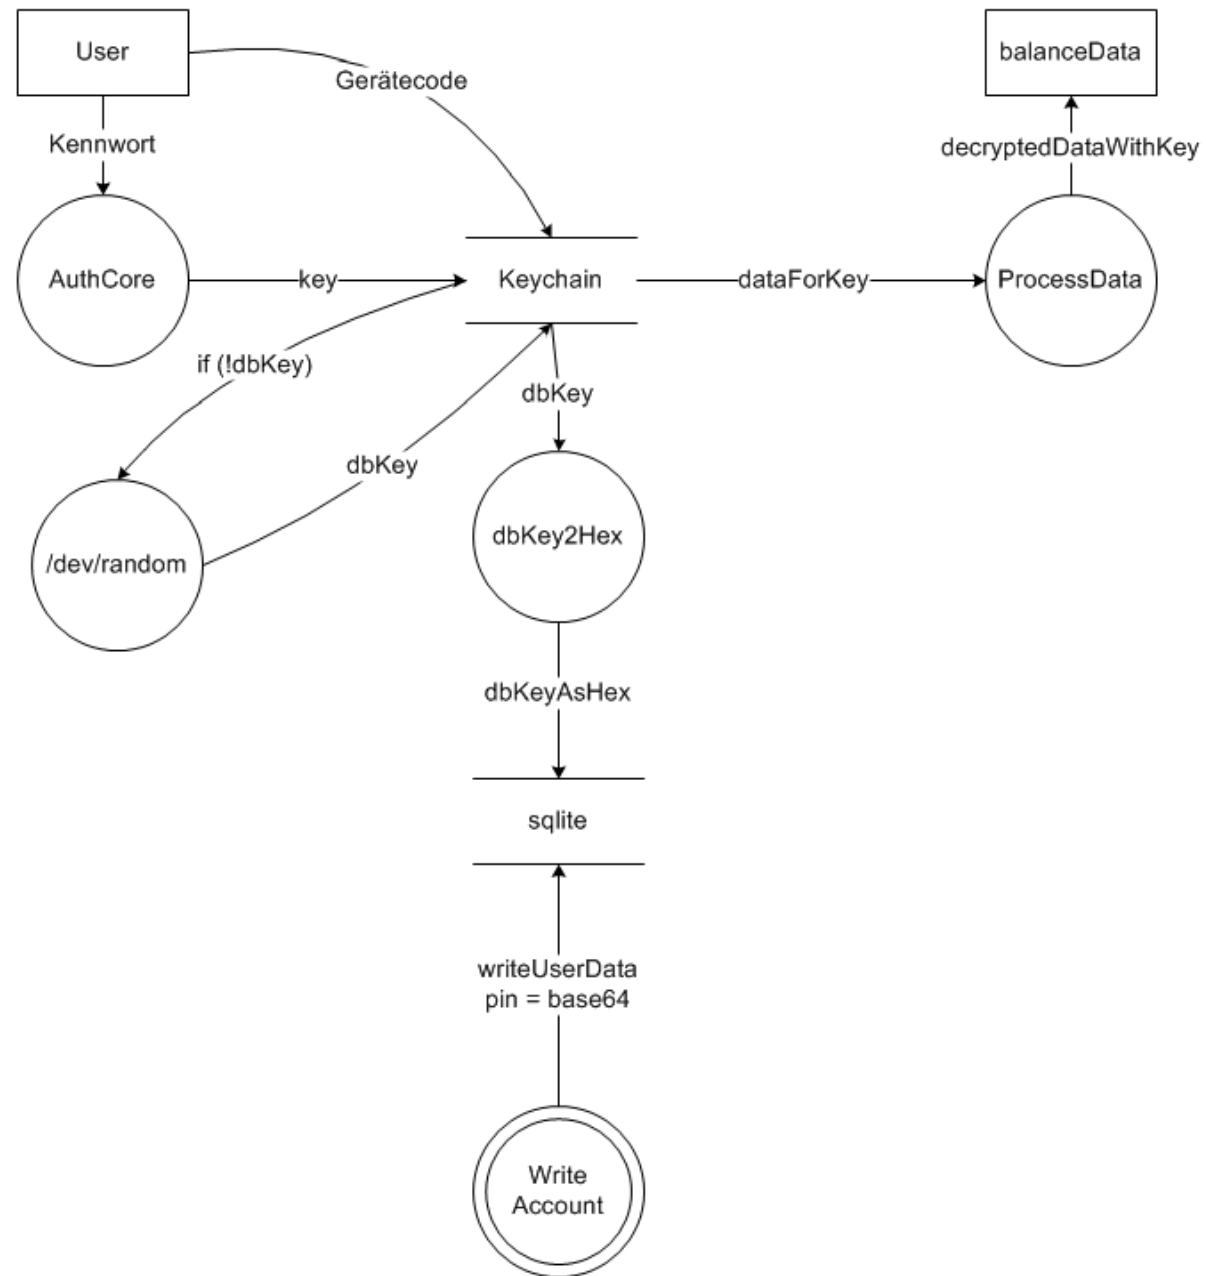 User
balanceData
Gerätecode
Kennwort
decryptedDataWithKey
AuthCore
key
Keychain
dataForKey
ProcessData
if (!dbKey)
dbKey
dbKey
dbKey2Hex
/dev/random
dbKeyAsHex
sqlite
writeUserData
pin = base64
Write
Account